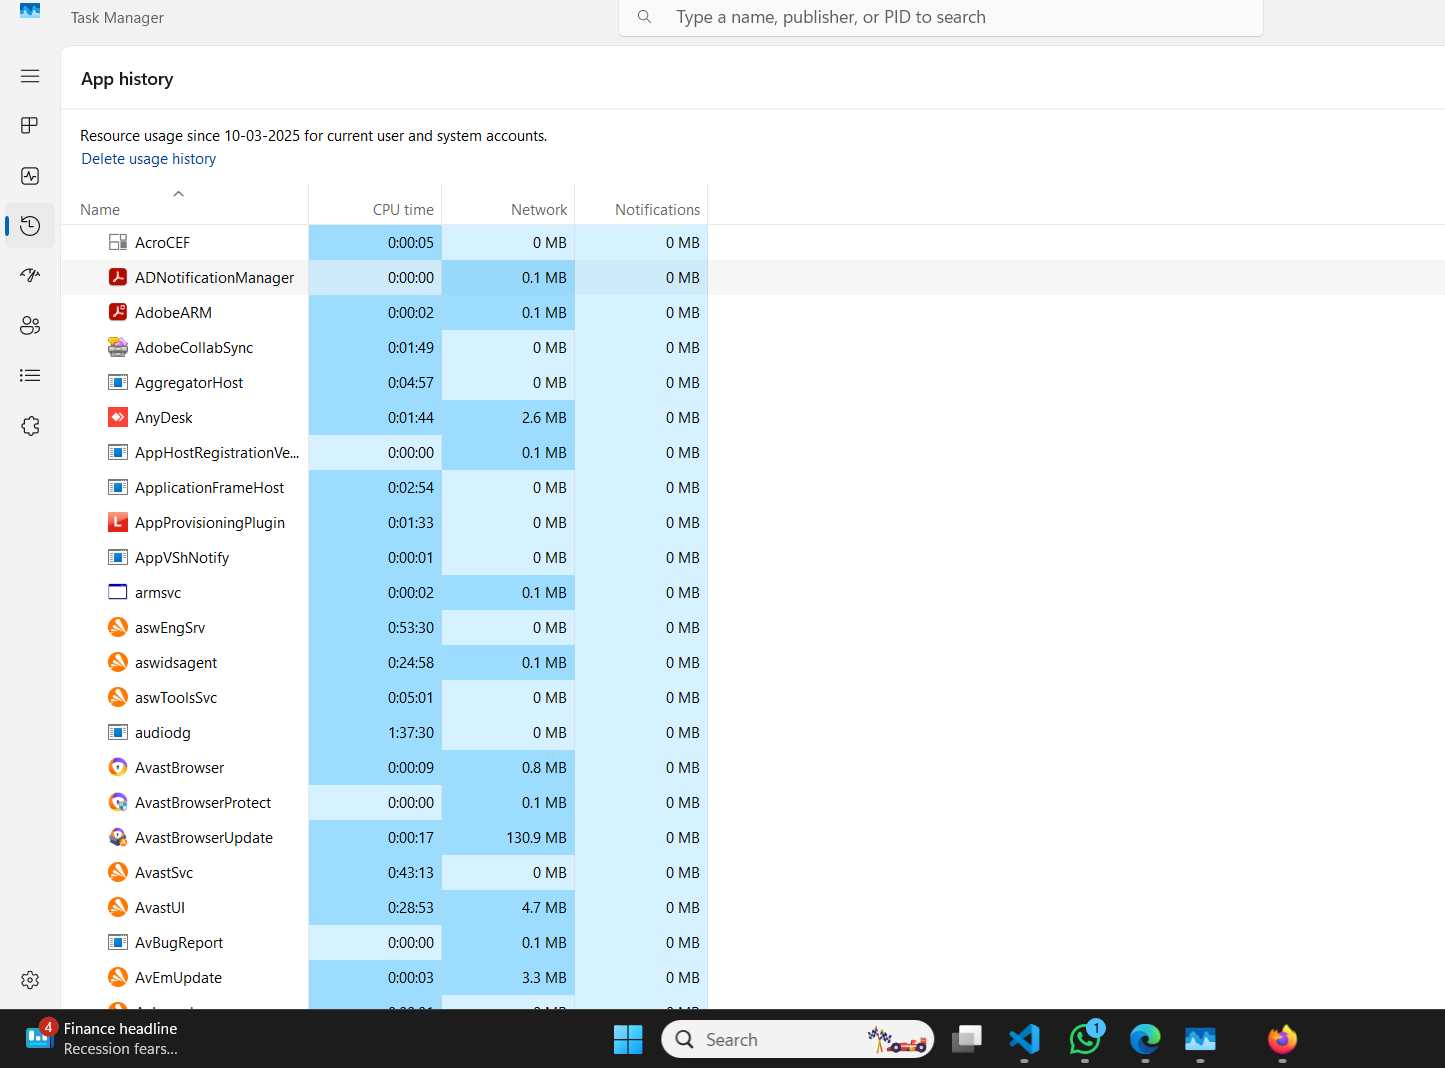 Task Manager
Type a name, publisher, or PID to search
App history
Resource usage since 10-03-2025 for current user and system accounts.
Delete usage history
Name CPU time Network Notifications
AcroCEF 0:00:05 0 MB 0 MB
ADNotificationManager 0:00:00 0.1 MB 0 MB
AdobeARM 0:00:02 0.1 MB 0 MB
AdobeCollabSync 0:01:49 0 MB 0 MB
AggregatorHost 0:04:57 0 MB 0 MB
AnyDesk 0:01:44 2.6 MB 0 MB
AppHostRegistrationVe... 0:00:00 0.1 MB 0 MB
ApplicationFrameHost 0:02:54 0 MB 0 MB
AppProvisioningPlugin 0:01:33 0 MB 0 MB
AppVShNotify 0:00:01 0 MB 0 MB
armsvc 0:00:02 0.1 MB 0 MB
aswEngSrv 0:53:30 0 MB 0 MB
aswidsagent 0:24:58 0.1 MB 0 MB
aswToolsSvc 0:05:01 0 MB 0 MB
audiodg 1:37:30 0 MB 0 MB
AvastBrowser 0:00:09 0.8 MB 0 MB
AvastBrowserProtect 0:00:00 0.1 MB 0 MB
AvastBrowserUpdate 0:00:17 130.9 MB 0 MB
AvastSvc 0:43:13 0 MB 0 MB
AvastUI 0:28:53 4.7 MB 0 MB
AvBugReport 0:00:00 0.1 MB 0 MB
AvEmUpdate 0:00:03 3.3 MB 0 MB
4 Finance headline
Recession fears...
Search
1